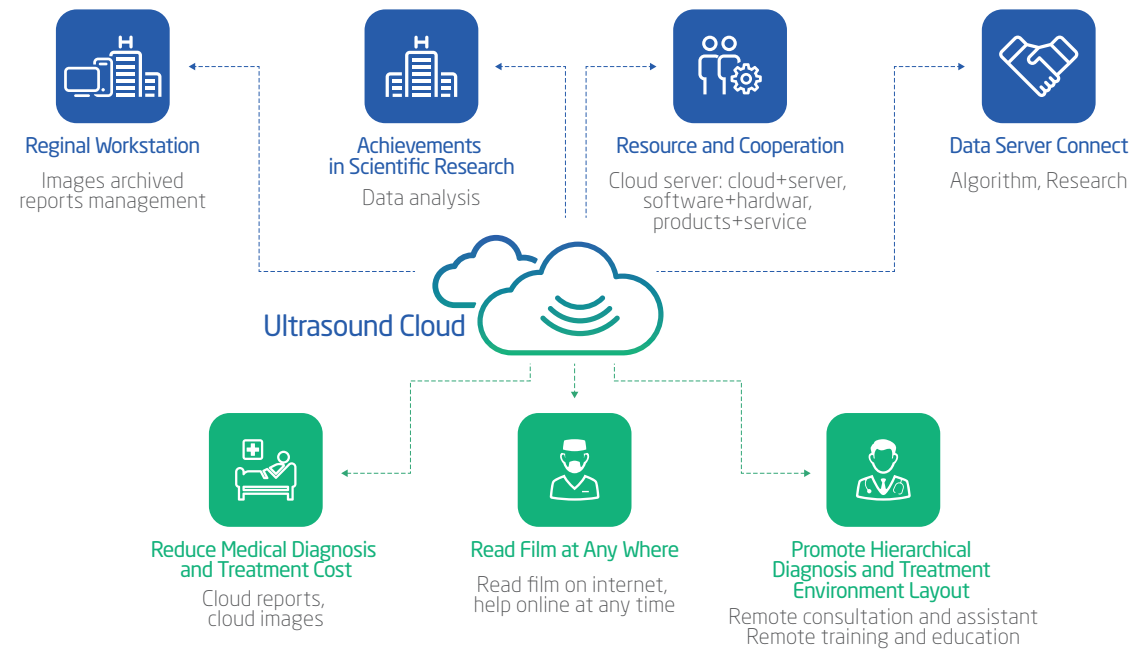 Reginal Workstation
Images archived
reports management
Achievements
in Scientific Research
Data analysis
Resource and Cooperation
Cloud server: cloud+server,
software+hardwar,
products+service
Data Server Connect
Algorithm, Research
Ultrasound Cloud
Reduce Medical Diagnosis
and Treatment Cost
Cloud reports,
cloud images
Read Film at Any Where
Read film on internet,
help online at any time
Promote Hierarchical
Diagnosis and Treatment
Environment Layout
Remote consultation and assistant
Remote training and education